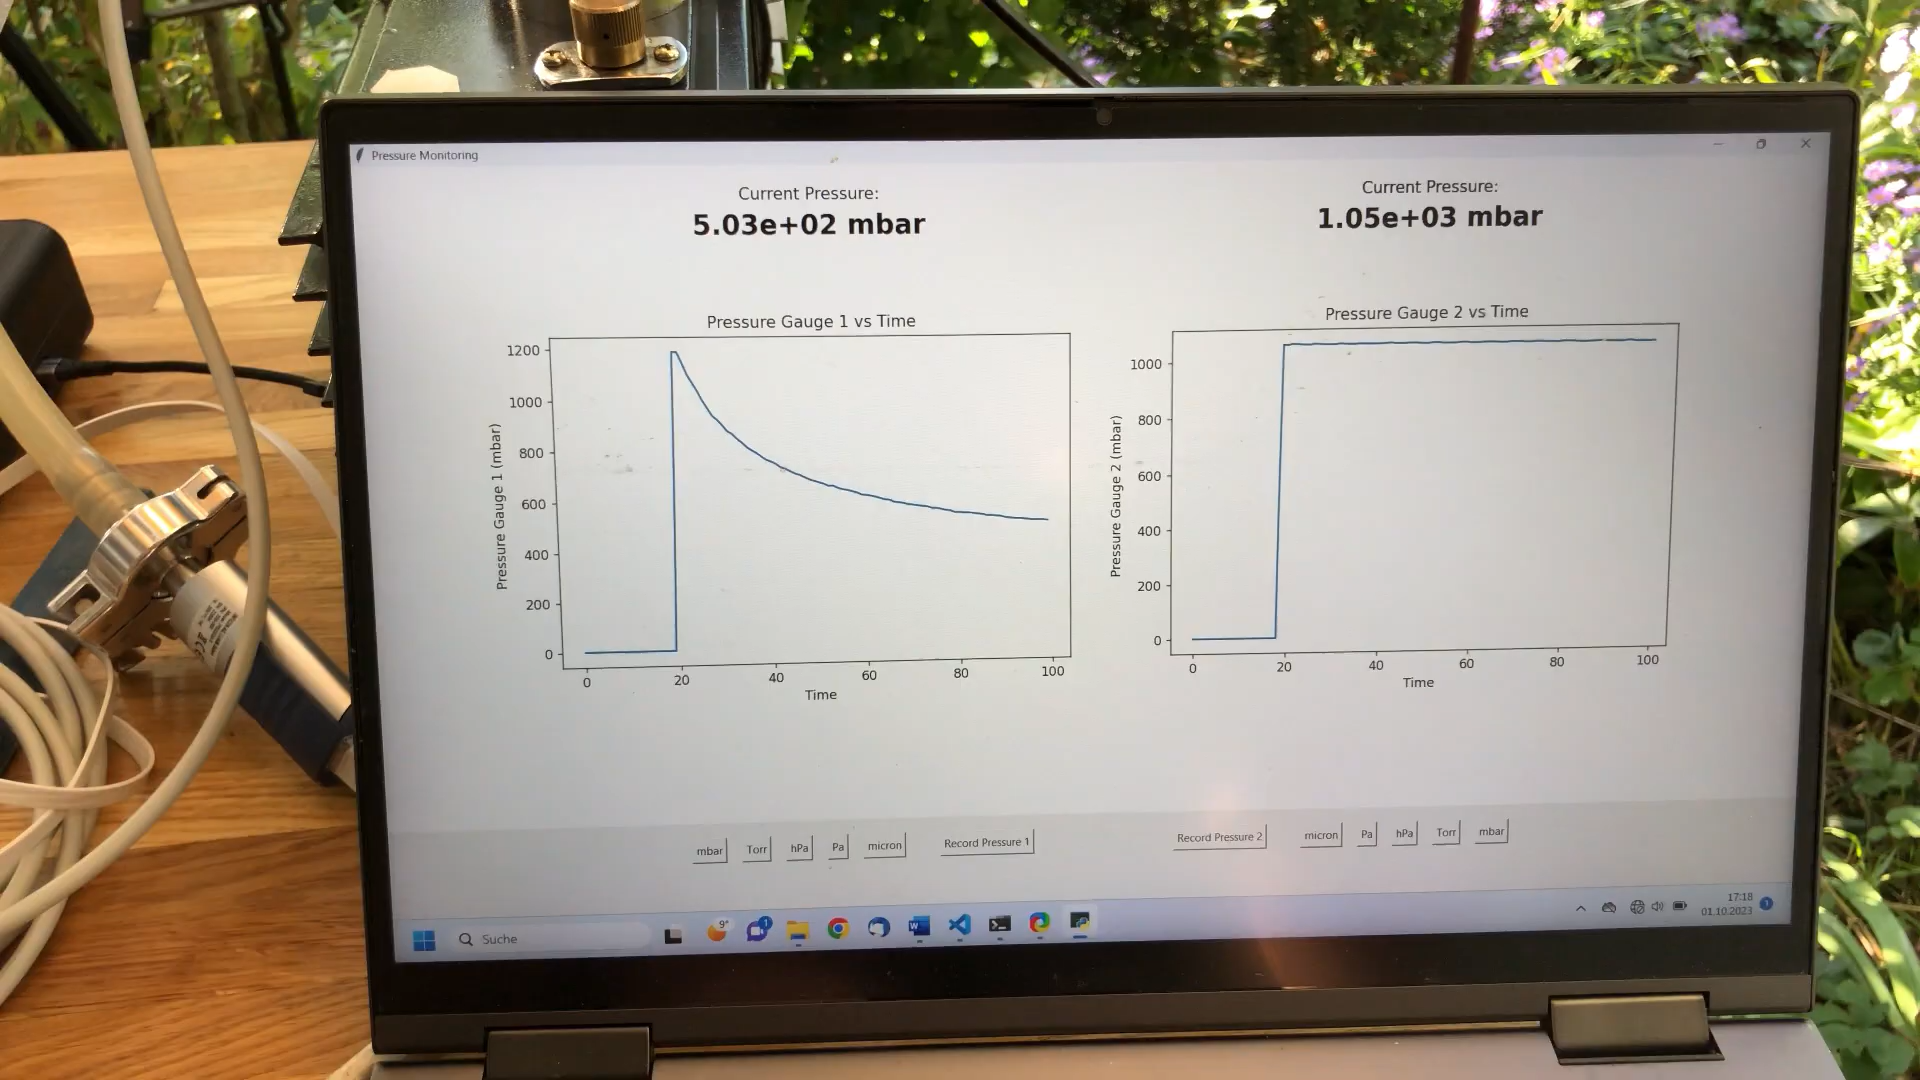 Pressure Monitoring
Current Pressure:
5.03e+02 mbar
Current Pressure:
1.05e+03 mbar
Pressure Gauge 1 vs Time
1200
1000
800
600
400
200
0
Pressure Gauge 1 (mbar)
0 20 40 60 80 100
Time
Pressure Gauge 2 vs Time
1000
800
600
400
200
0
Pressure Gauge 2 (mbar)
0 20 40 60 80 100
Time
mbar Torr hPa Pa micron Record Pressure 1
Record Pressure 2 micron Pa hPa Torr mbar
Suche
9°
1
W
17:18
01.10.2023
1